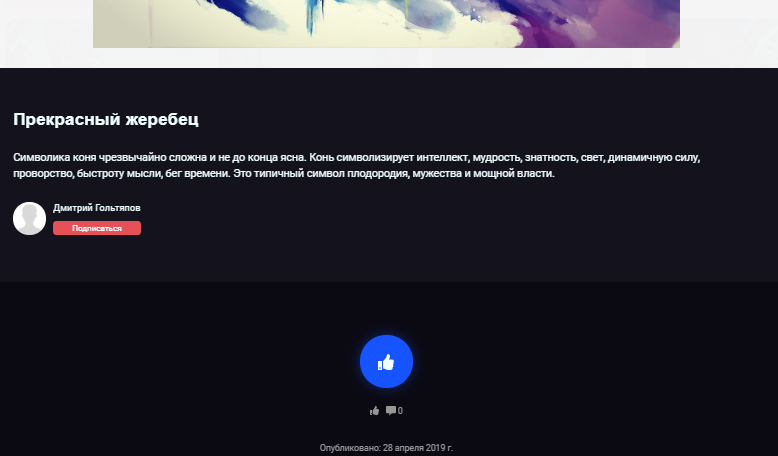 Прекрасный жеребец
Символика коня чрезвычайно сложна и не до конца ясна. Конь символизирует интеллект, мудрость, знатность, свет, динамичную силу,
проворство, быстроту мысли, бег времени. Это типичный символ плодородия, мужества и мощной власти.
Дмитрий Гольтяпов
Подписаться
0
Опубликовано: 28 апреля 2019 г.